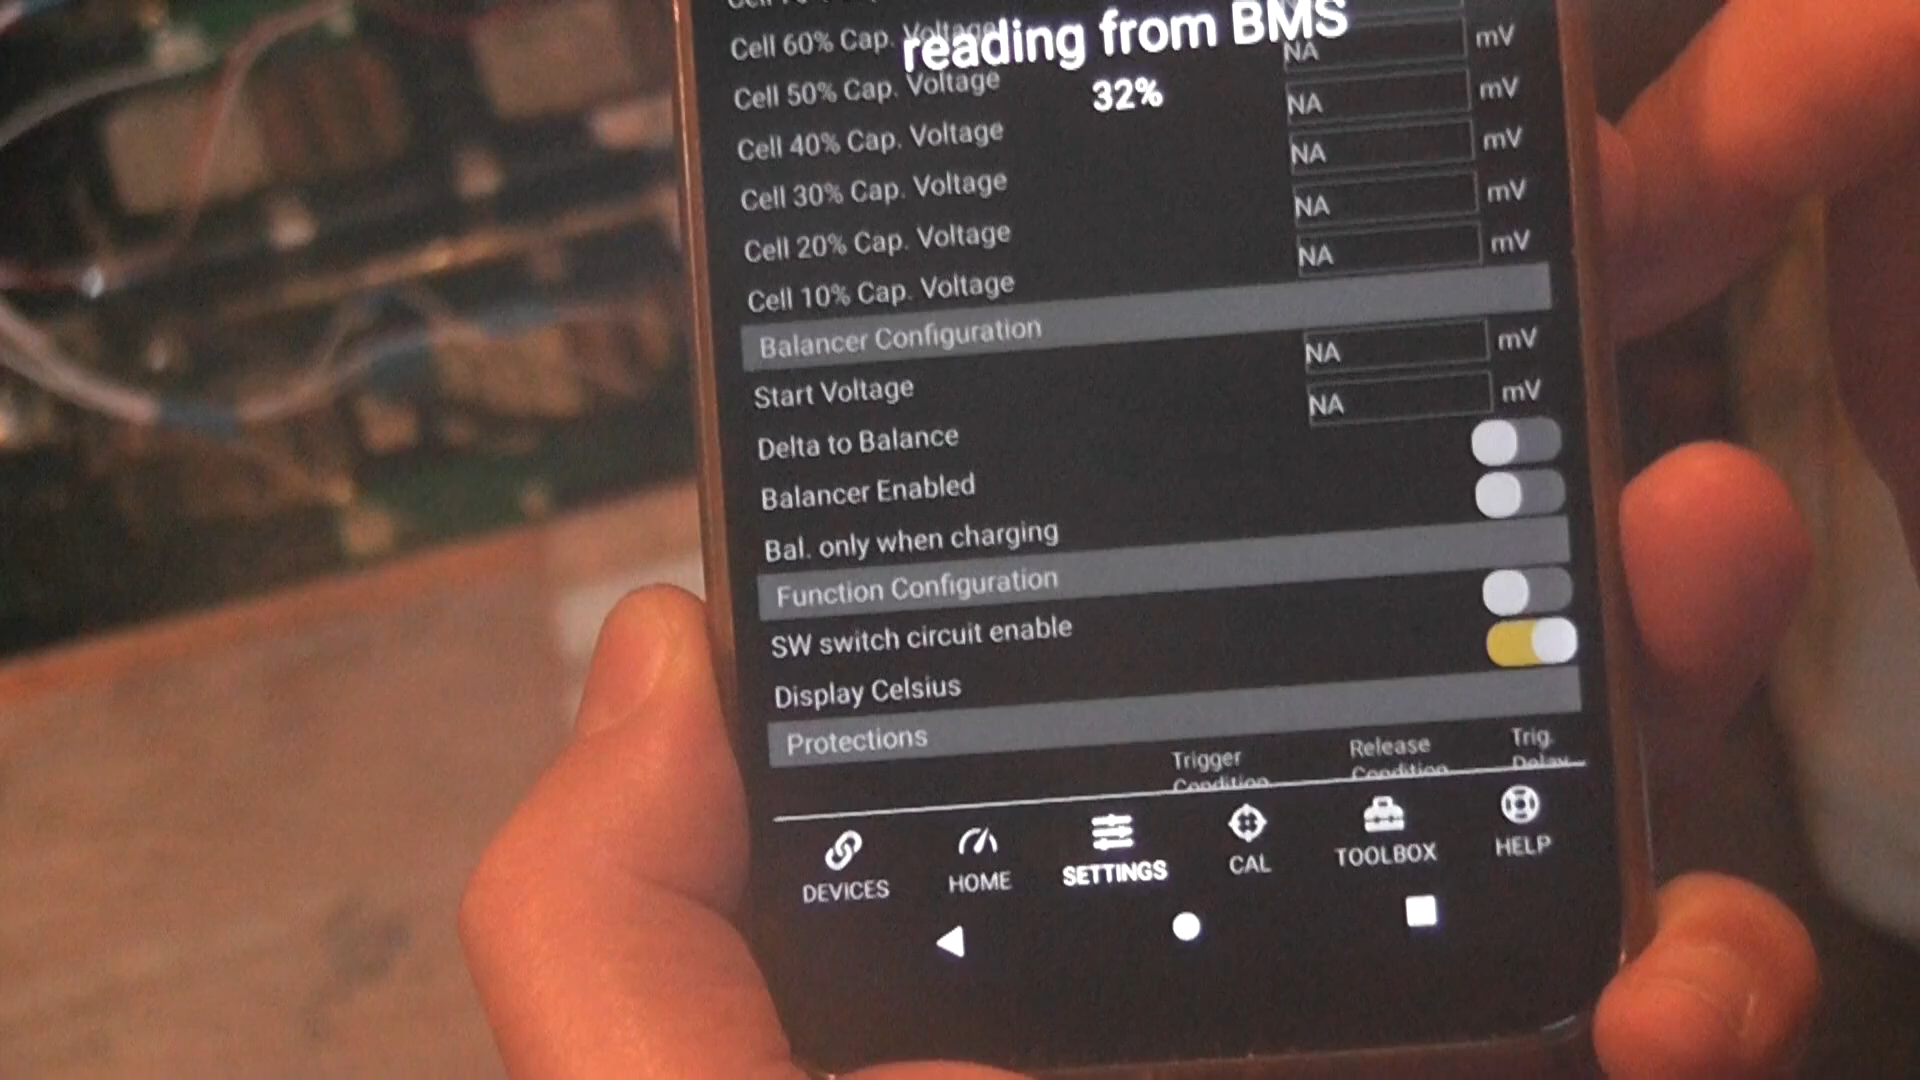 Cell 60% Cap. Voltage
reading from BMS
32%
NA mV
Cell 50% Cap. Voltage NA mV
Cell 40% Cap. Voltage NA mV
Cell 30% Cap. Voltage NA mV
Cell 20% Cap. Voltage NA mV
Cell 10% Cap. Voltage
Balancer Configuration
Start Voltage NA mV
Delta to Balance NA mV
Balancer Enabled
Bal. only when charging
Function Configuration
SW switch circuit enable
Display Celsius
Protections
Trigger Condition Release Condition Trig. Delay
DEVICES HOME SETTINGS CAL TOOLBOX HELP